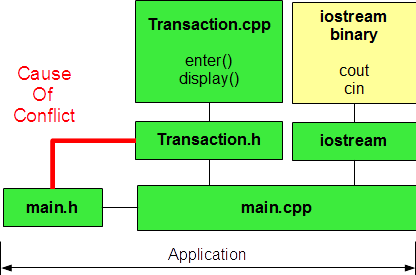 Transaction.cpp
enter()
display()
iostream
binary
cout
cin
Cause
Of
Conflict
Transaction.h
iostream
main.h
main.cpp
Application